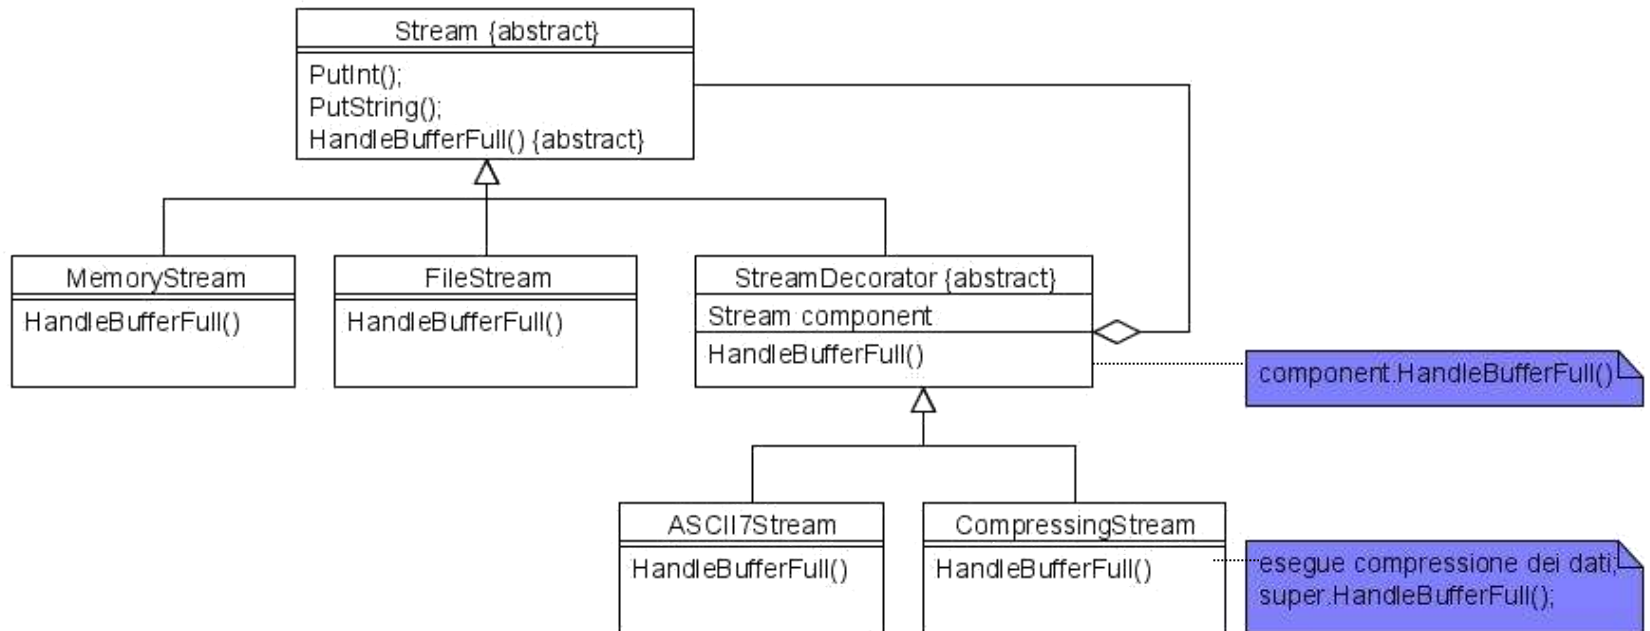 Stream {abstract}
PutInt();
PutString();
HandleBufferFull() {abstract}
MemoryStream
HandleBufferFull()
FileStream
HandleBufferFull()
StreamDecorator {abstract}
Stream component
HandleBufferFull()
component.HandleBufferFull()
ASCII7Stream
HandleBufferFull()
CompressingStream
HandleBufferFull()
esegue compressione dei dati;
super.HandleBufferFull();